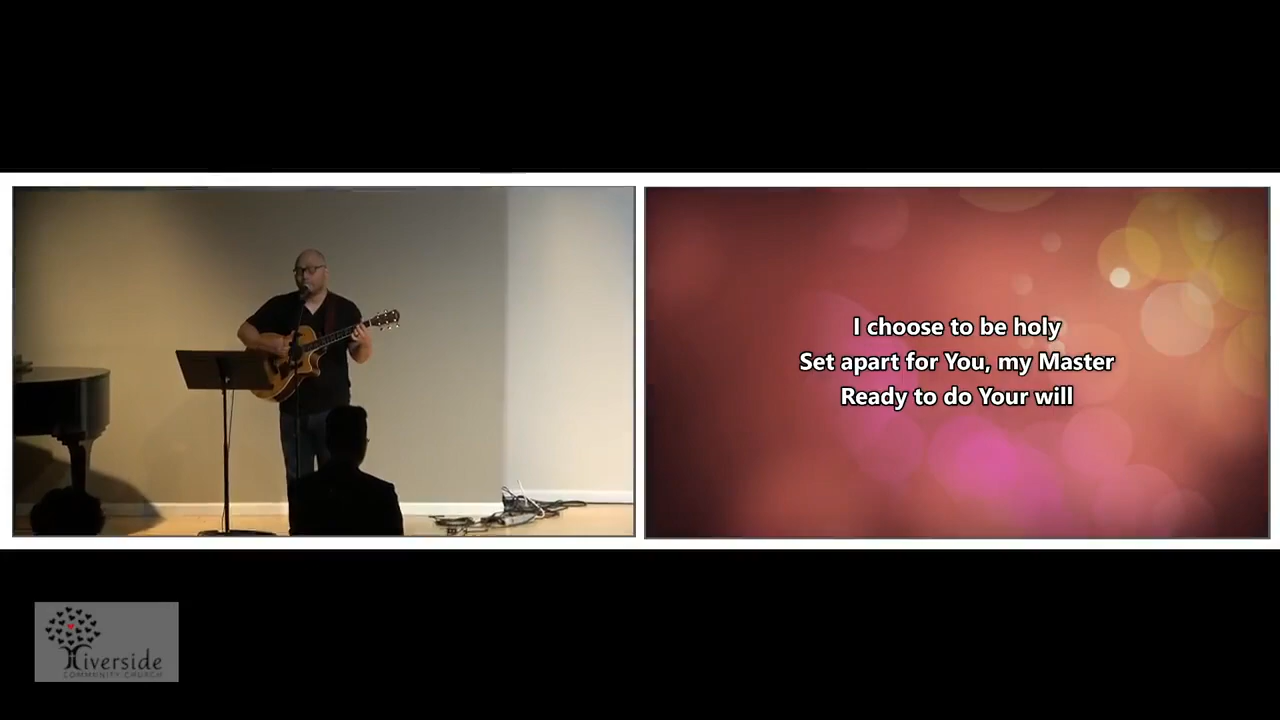 I choose to be holy
Set apart for You, my Master
Ready to do Your will
Riverside
COMMUNITY CHURCH